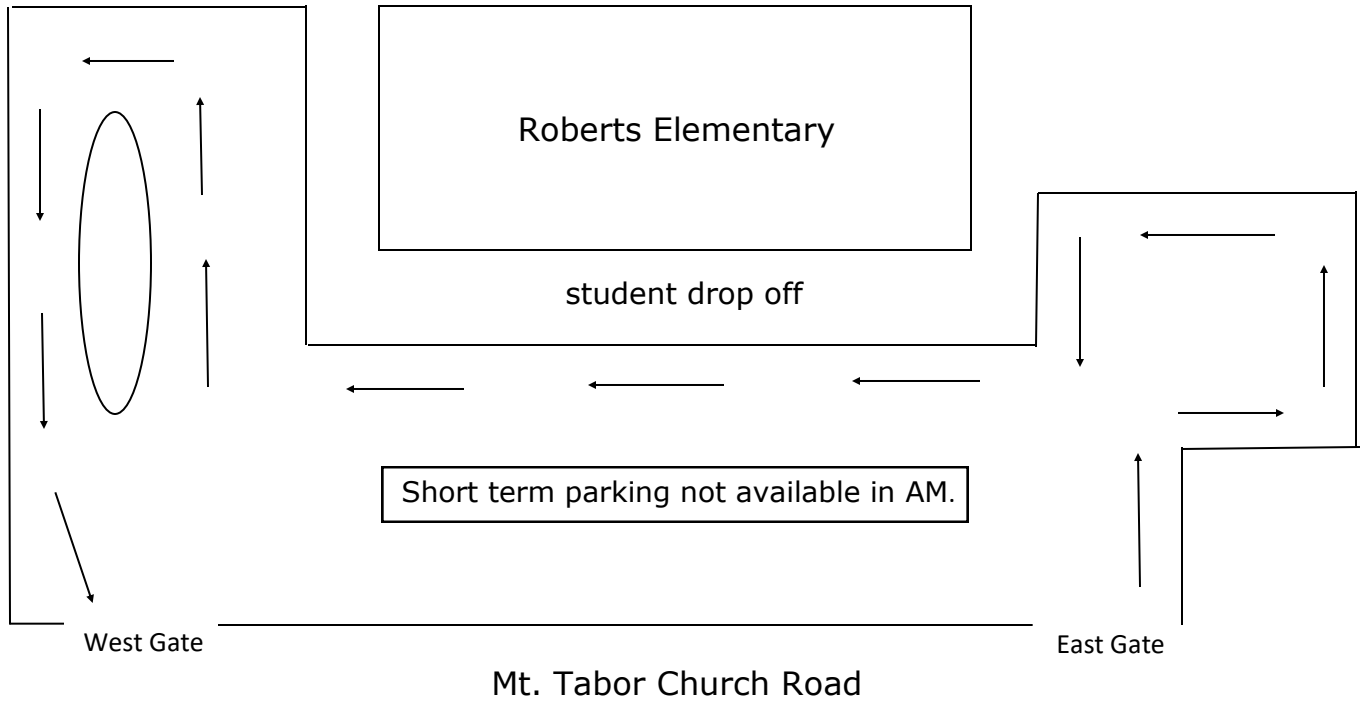 Roberts Elementary
student drop off
Short term parking not available in AM.
West Gate
East Gate
Mt. Tabor Church Road